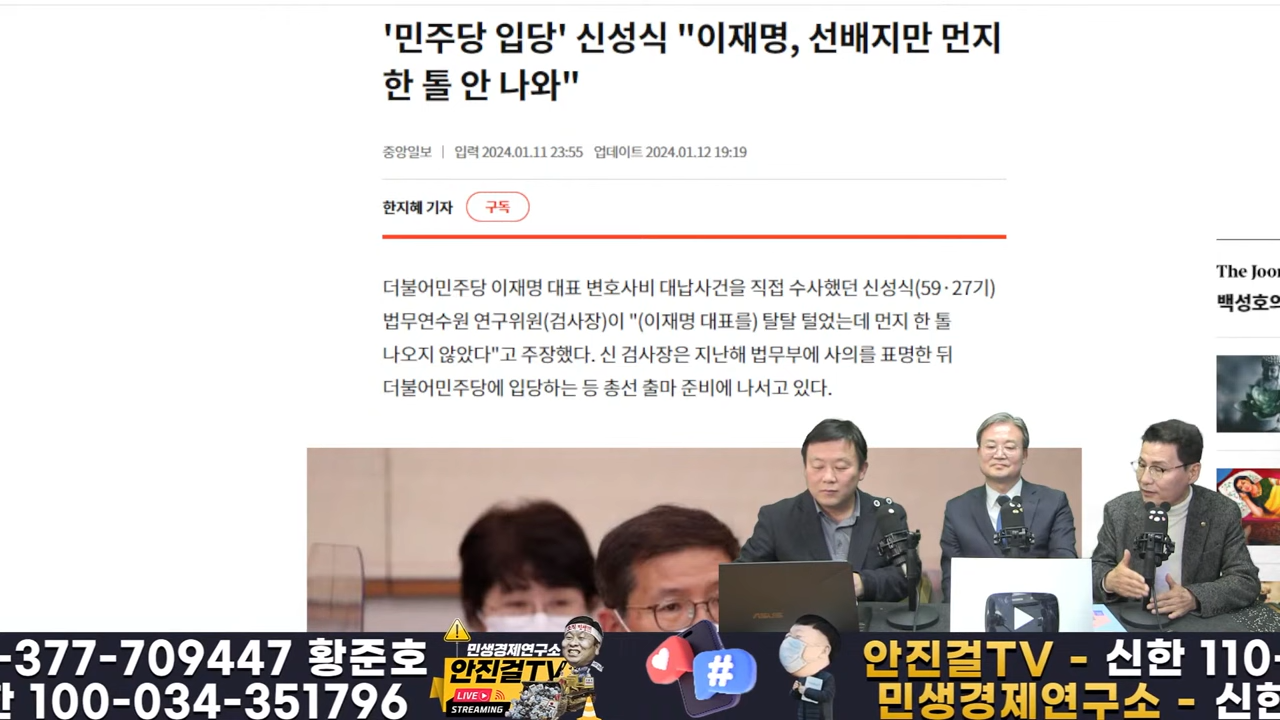 '민주당 입당' 신성식 "이재명, 선배지만 먼지
한 톨 안 나와"
중앙일보 | 입력 2024.01.11 23:55 업데이트 2024.01.12 19:19
한지혜 기자 구독
더불어민주당 이재명 대표 변호사비 대납사건을 직접 수사했던 신성식(59·27기)
법무연수원 연구위원(검사장)이 "(이재명 대표를) 탈탈 털었는데 먼지 한 톨
나오지 않았다"고 주장했다. 신 검사장은 지난해 법무부에 사의를 표명한 뒤
더불어민주당에 입당하는 등 총선 출마 준비에 나서고 있다.
The Joo
백성호의
ASUS
-377-709447 황준호
한 100-034-351796
민생경제연구소
안진걸TV
LIVE
STREAMING
#
안진걸TV - 신한 110-
민생경제연구소 - 신한